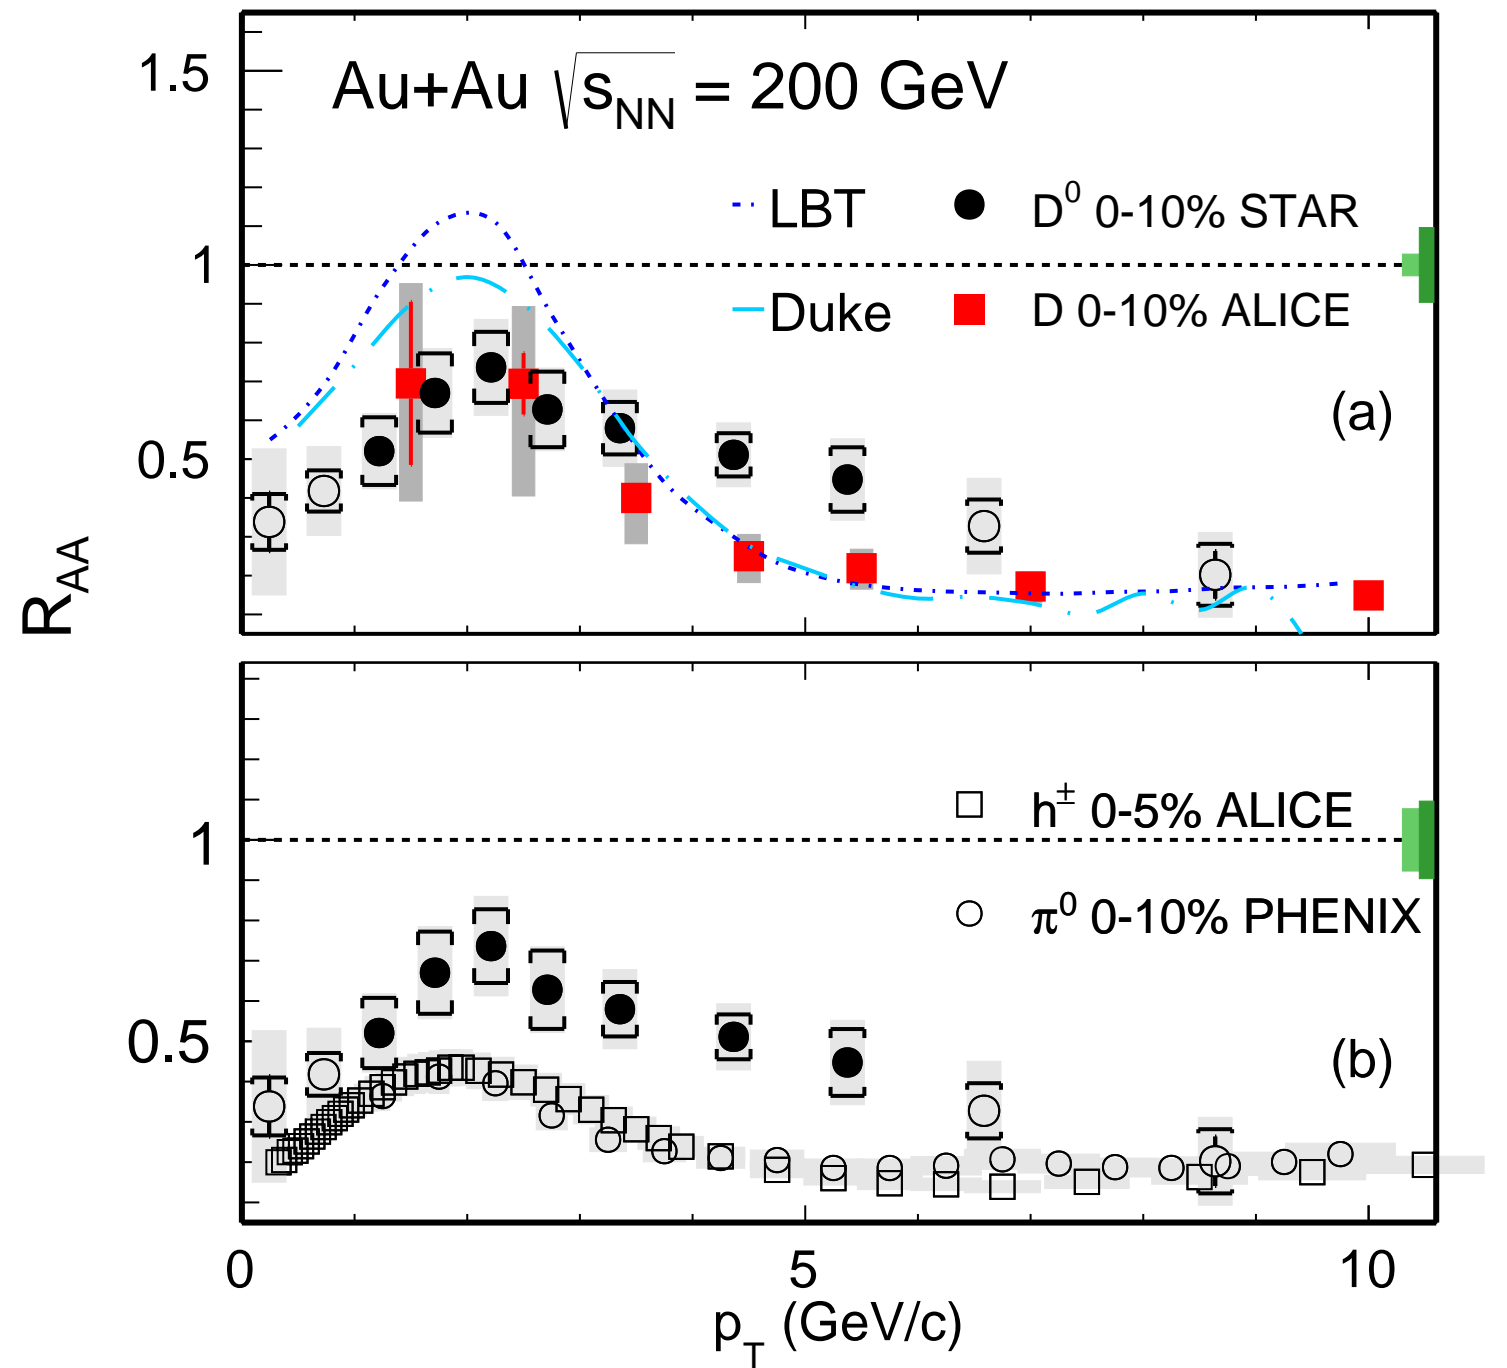 1.5
Au+Au √sNN = 200 GeV
LBT
D0 0-10% STAR
1
Duke
D 0-10% ALICE
(a)
0.5
RAA
h± 0-5% ALICE
1
π0 0-10% PHENIX
0.5
(b)
0 5 10
pT (GeV/c)